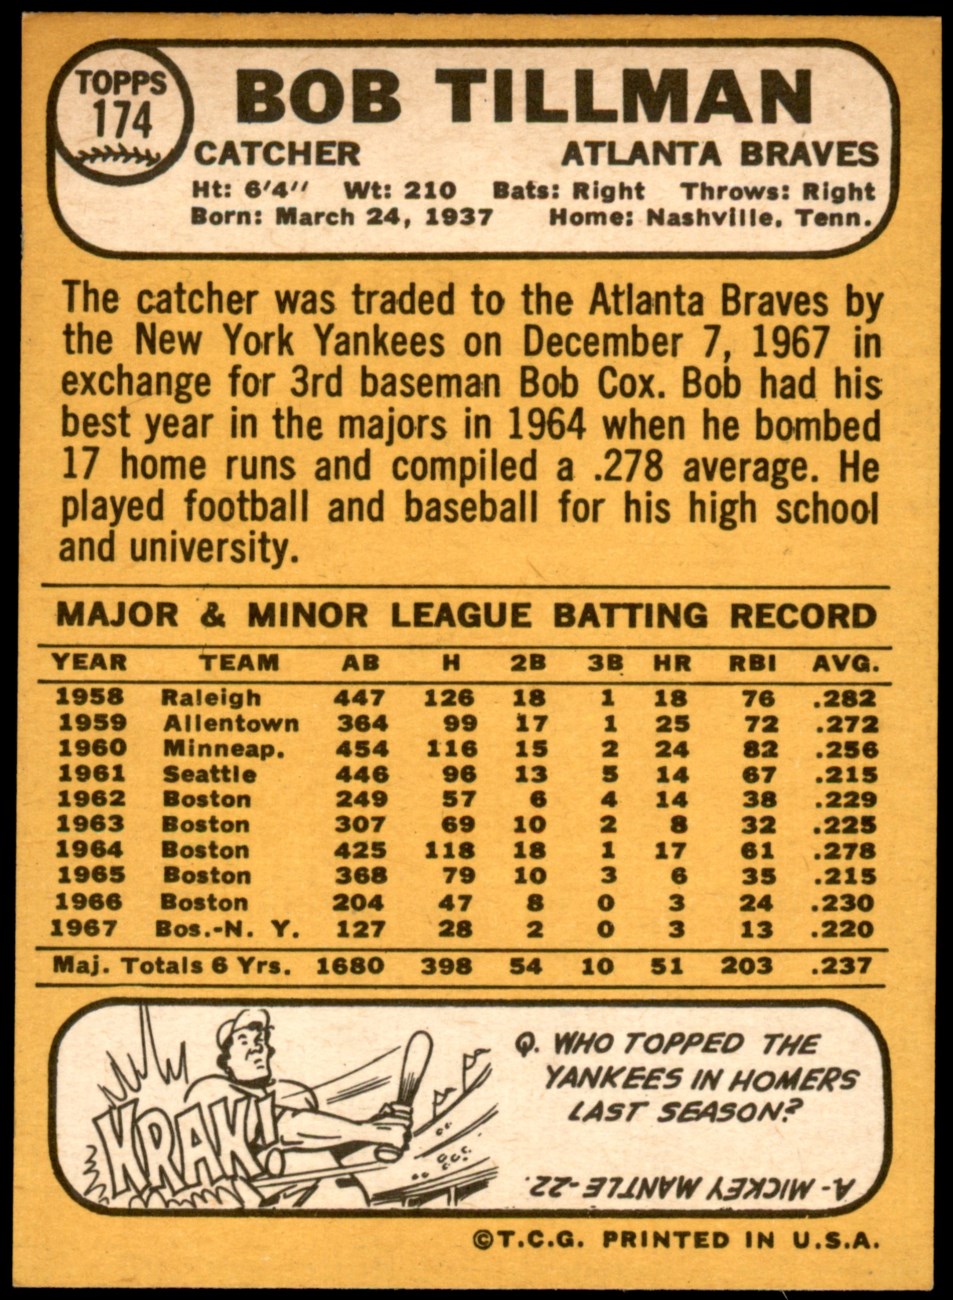 TOPPS
174
BOB TILLMAN
CATCHER ATLANTA BRAVES
Ht: 6'4" Wt: 210 Bats: Right Throws: Right
Born: March 24, 1937 Home: Nashville, Tenn.
The catcher was traded to the Atlanta Braves by
the New York Yankees on December 7, 1967 in
exchange for 3rd baseman Bob Cox. Bob had his
best year in the majors in 1964 when he bombed
17 home runs and compiled a .278 average. He
played football and baseball for his high school
and university.
MAJOR & MINOR LEAGUE BATTING RECORD
YEAR TEAM AB H 2B 3B HR RBI AVG.
1958 Raleigh 447 126 18 1 18 76 .282
1959 Allentown 364 99 17 1 25 72 .272
1960 Minneap. 454 116 15 2 24 82 .256
1961 Seattle 446 96 13 5 14 67 .215
1962 Boston 249 57 6 4 14 38 .229
1963 Boston 307 69 10 2 8 32 .225
1964 Boston 425 118 18 1 17 61 .278
1965 Boston 368 79 10 3 6 35 .215
1966 Boston 204 47 8 0 3 24 .230
1967 Bos.-N. Y. 127 28 2 0 3 13 .220
Maj. Totals 6 Yrs. 1680 398 54 10 51 203 .237
KRAK!
Q. WHO TOPPED THE
YANKEES IN HOMERS
LAST SEASON?
A- MICKEY MANTLE-22.
©T.C.G. PRINTED IN U.S.A.